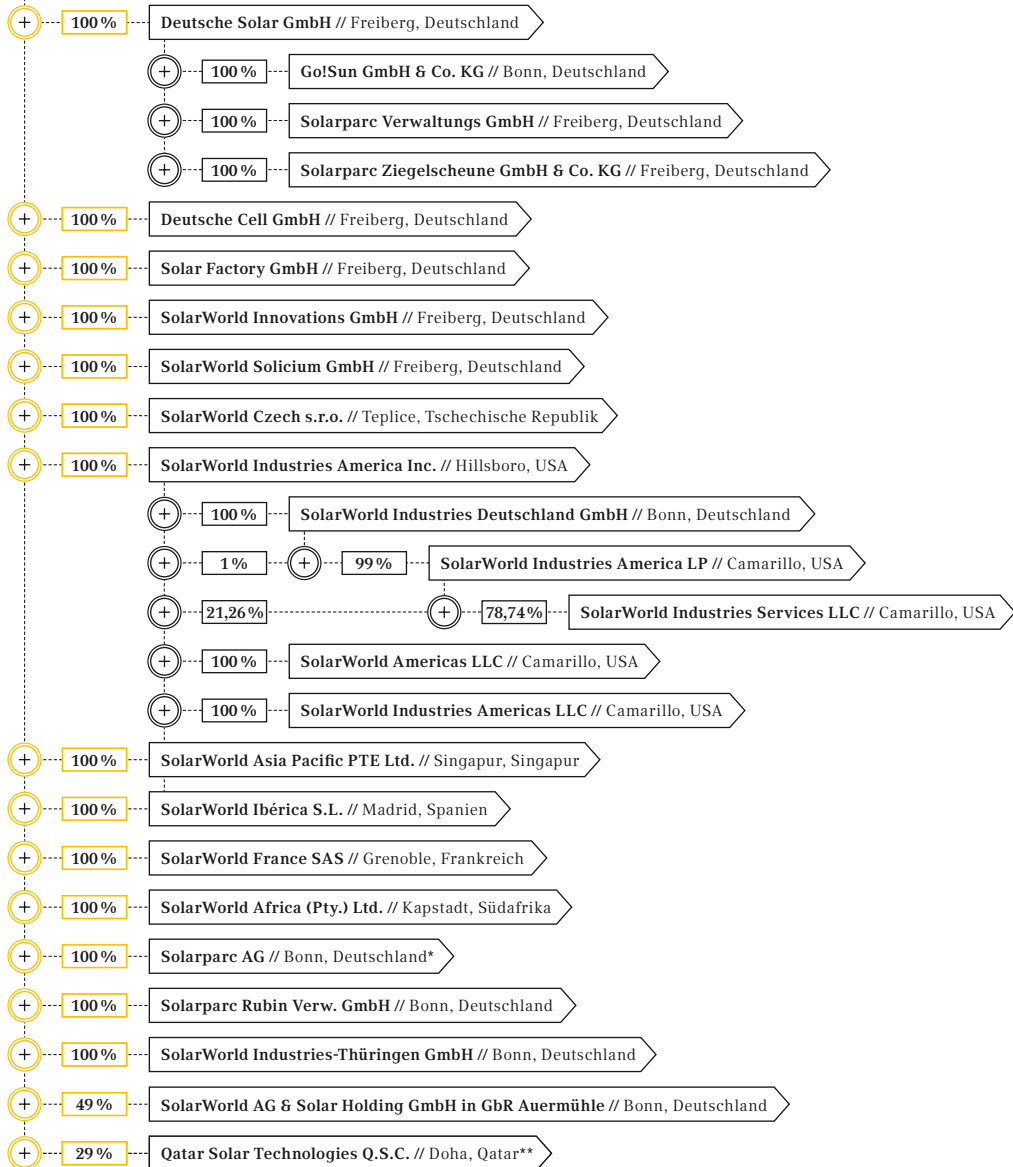 + 100 % Deutsche Solar GmbH // Freiberg, Deutschland
+ 100 % Go!Sun GmbH & Co. KG // Bonn, Deutschland
+ 100 % Solarparc Verwaltungs GmbH // Freiberg, Deutschland
+ 100 % Solarparc Ziegelscheune GmbH & Co. KG // Freiberg, Deutschland
+ 100 % Deutsche Cell GmbH // Freiberg, Deutschland
+ 100 % Solar Factory GmbH // Freiberg, Deutschland
+ 100 % SolarWorld Innovations GmbH // Freiberg, Deutschland
+ 100 % SolarWorld Solicium GmbH // Freiberg, Deutschland
+ 100 % SolarWorld Czech s.r.o. // Teplice, Tschechische Republik
+ 100 % SolarWorld Industries America Inc. // Hillsboro, USA
+ 100 % SolarWorld Industries Deutschland GmbH // Bonn, Deutschland
+ 1 % + 99 % SolarWorld Industries America LP // Camarillo, USA
+ 21,26 % + 78,74 % SolarWorld Industries Services LLC // Camarillo, USA
+ 100 % SolarWorld Americas LLC // Camarillo, USA
+ 100 % SolarWorld Industries Americas LLC // Camarillo, USA
+ 100 % SolarWorld Asia Pacific PTE Ltd. // Singapur, Singapur
+ 100 % SolarWorld Ibérica S.L. // Madrid, Spanien
+ 100 % SolarWorld France SAS // Grenoble, Frankreich
+ 100 % SolarWorld Africa (Pty.) Ltd. // Kapstadt, Südafrika
+ 100 % Solarparc AG // Bonn, Deutschland*
+ 100 % Solarparc Rubin Verw. GmbH // Bonn, Deutschland
+ 100 % SolarWorld Industries-Thüringen GmbH // Bonn, Deutschland
+ 49 % SolarWorld AG & Solar Holding GmbH in GbR Auermühle // Bonn, Deutschland
+ 29 % Qatar Solar Technologies Q.S.C. // Doha, Qatar**